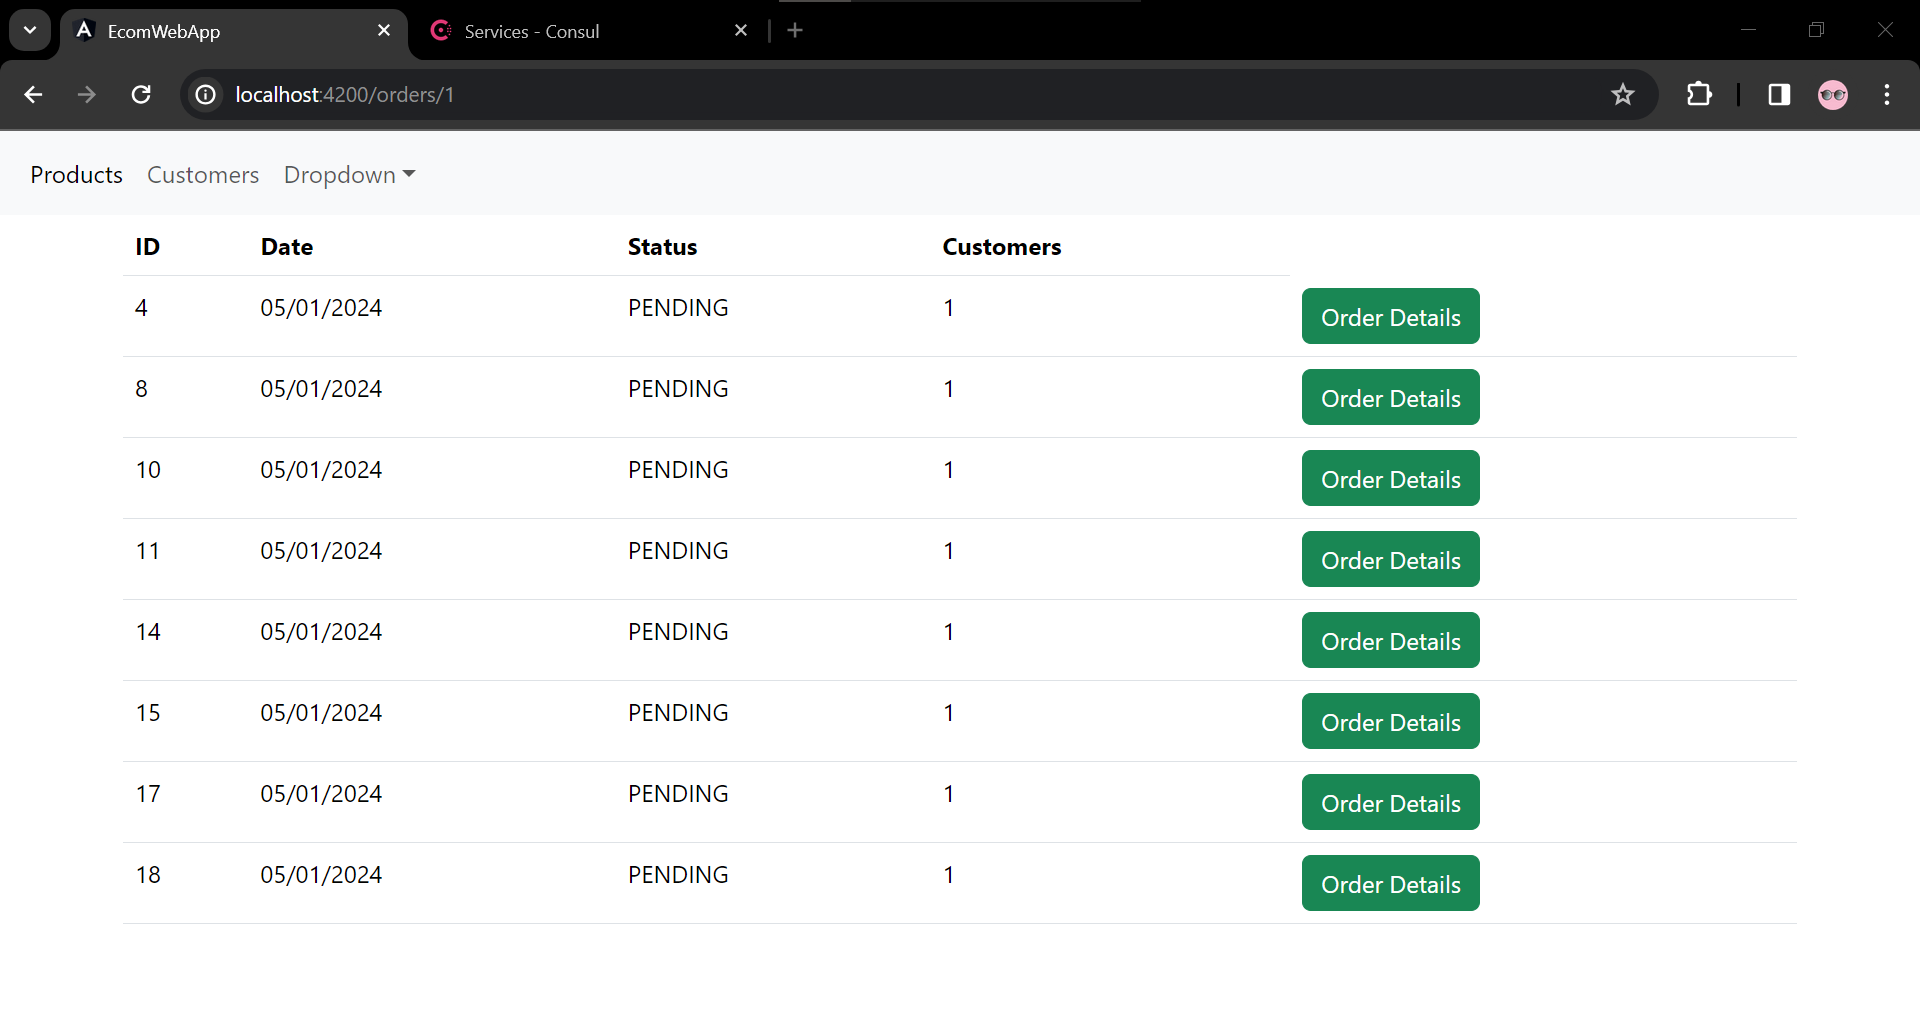 EcomWebApp Services - Consul
localhost:4200/orders/1
Products Customers Dropdown
ID Date Status Customers
4 05/01/2024 PENDING 1 Order Details
8 05/01/2024 PENDING 1 Order Details
10 05/01/2024 PENDING 1 Order Details
11 05/01/2024 PENDING 1 Order Details
14 05/01/2024 PENDING 1 Order Details
15 05/01/2024 PENDING 1 Order Details
17 05/01/2024 PENDING 1 Order Details
18 05/01/2024 PENDING 1 Order Details